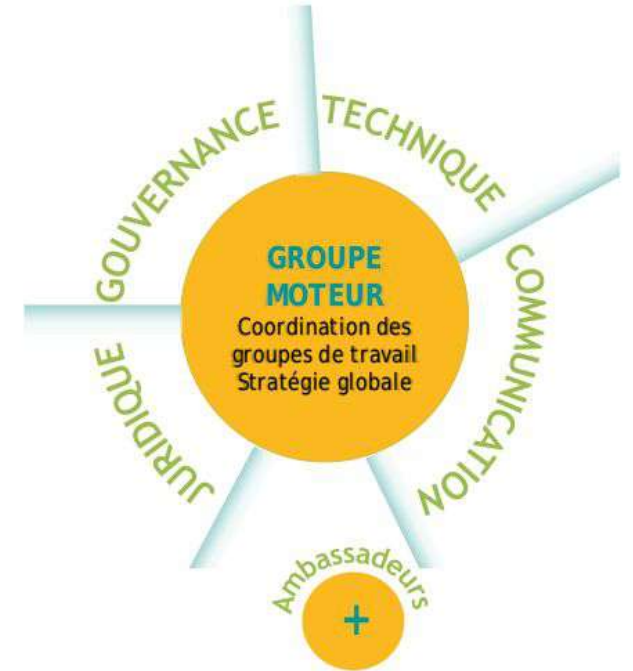 GOUVERNANCE
TECHNIQUE
COMMUNICATION
JURIDIQUE
GROUPE
MOTEUR
Coordination des
groupes de travail
Stratégie globale
Ambassadeurs
+